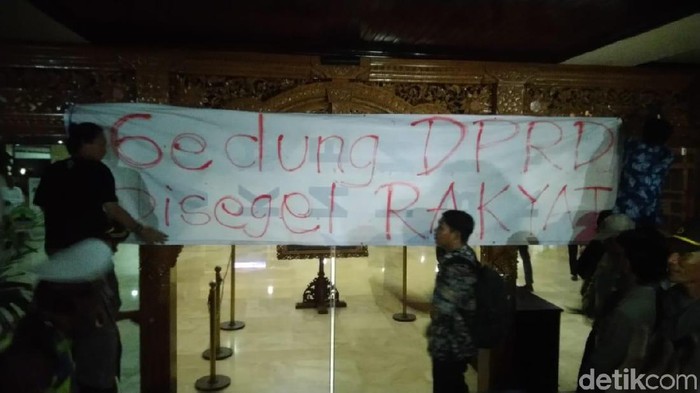 Gedung DPRD
Disegel RAKYAT
detikcom